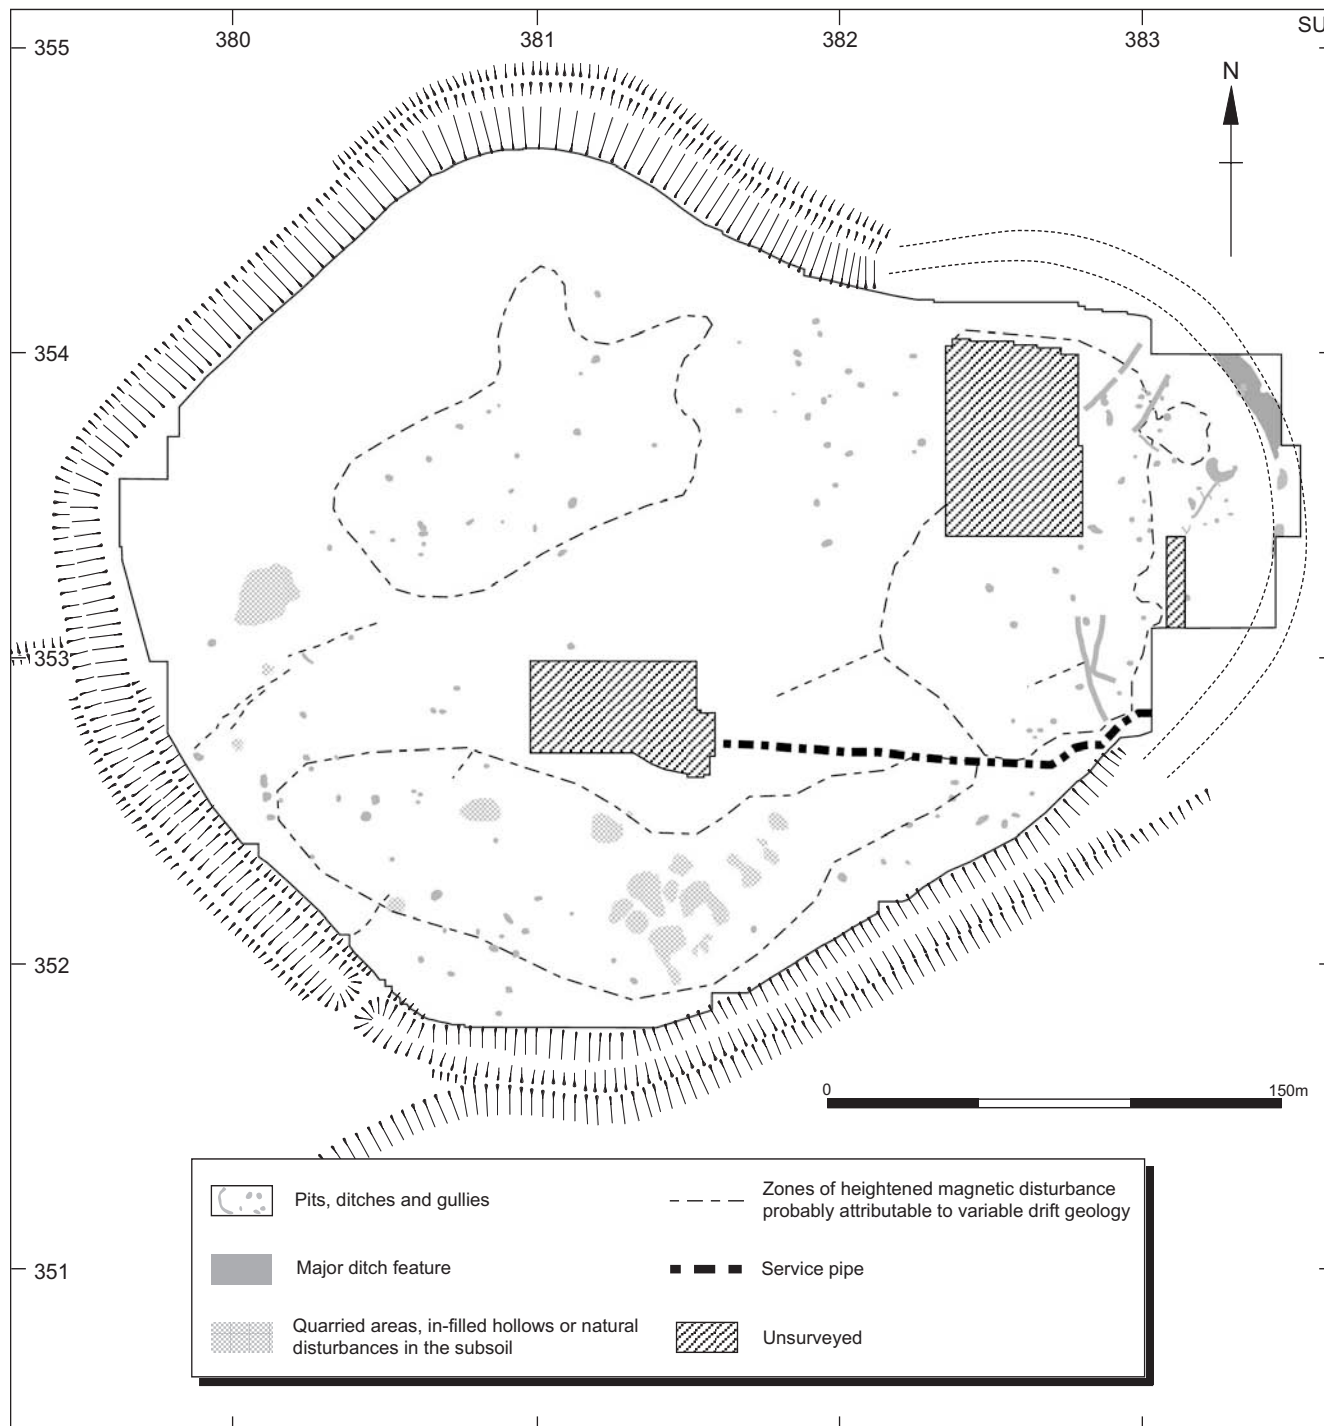 380
381
382
383
SU
355
N
354
353
352
351
0
150m
Pits, ditches and gullies
Major ditch feature
Quarried areas, in-filled hollows or natural
disturbances in the subsoil
Zones of heightened magnetic disturbance
probably attributable to variable drift geology
Service pipe
Unsurveyed